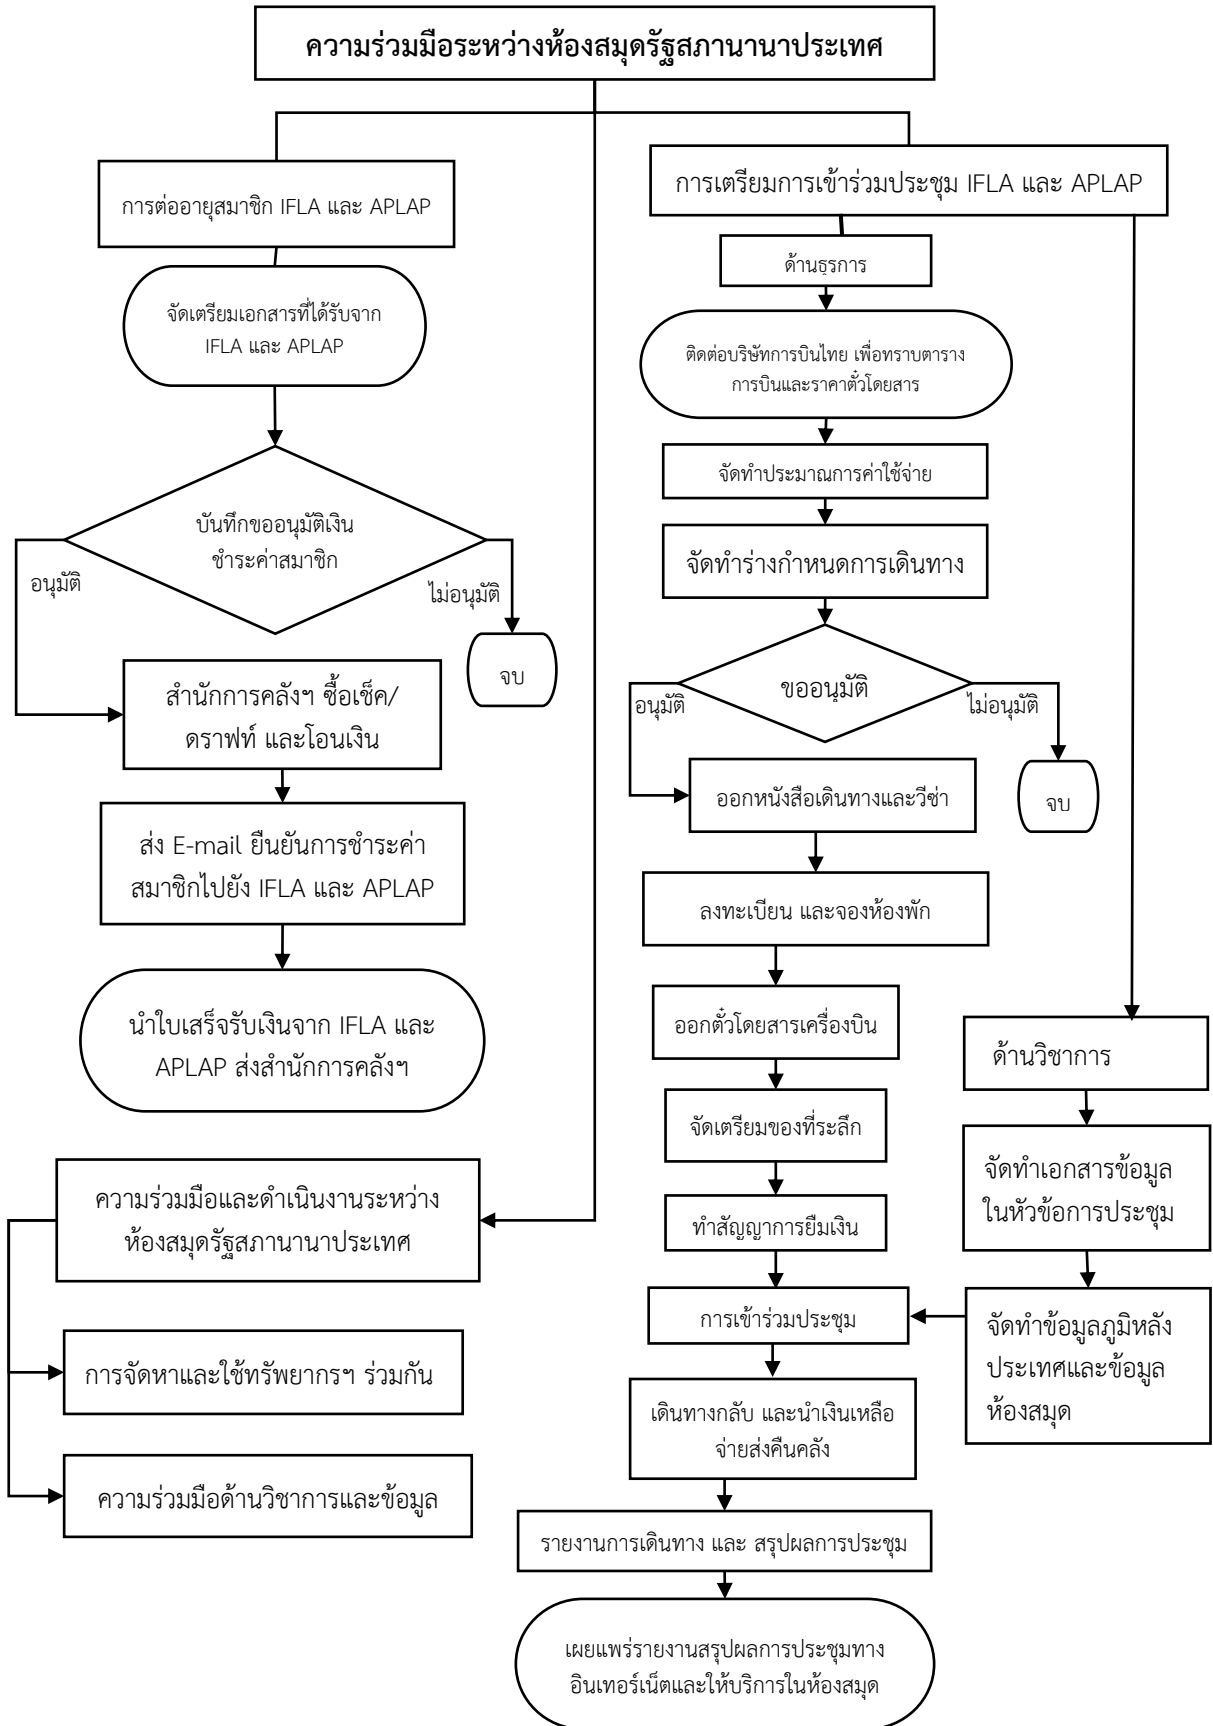 ความร่วมมือระหว่างห้องสมุดรัฐสภานานาประเทศ
การต่ออายุสมาชิก IFLA และ APLAP
จัดเตรียมเอกสารที่ได้รับจาก
IFLA และ APLAP
บันทึกขออนุมัติเงิน
ชำระค่าสมาชิก
อนุมัติ
ไม่อนุมัติ
จบ
สำนักการคลังฯ ซื้อเช็ค/
ดราฟท์ และโอนเงิน
ส่ง E-mail ยืนยันการชำระค่า
สมาชิกไปยัง IFLA และ APLAP
นำใบเสร็จรับเงินจาก IFLA และ
APLAP ส่งสำนักการคลังฯ
ความร่วมมือและดำเนินงานระหว่าง
ห้องสมุดรัฐสภานานาประเทศ
การจัดหาและใช้ทรัพยากรฯ ร่วมกัน
ความร่วมมือด้านวิชาการและข้อมูล
การเตรียมการเข้าร่วมประชุม IFLA และ APLAP
ด้านธุรการ
ติดต่อบริษัทการบินไทย เพื่อทราบตาราง
การบินและราคาตั๋วโดยสาร
จัดทำประมาณการค่าใช้จ่าย
จัดทำร่างกำหนดการเดินทาง
ขออนุมัติ
อนุมัติ
ไม่อนุมัติ
จบ
ออกหนังสือเดินทางและวีซ่า
ลงทะเบียน และจองห้องพัก
ออกตั๋วโดยสารเครื่องบิน
จัดเตรียมของที่ระลึก
ทำสัญญาการยืมเงิน
การเข้าร่วมประชุม
เดินทางกลับ และนำเงินเหลือ
จ่ายส่งคืนคลัง
รายงานการเดินทาง และ สรุปผลการประชุม
เผยแพร่รายงานสรุปผลการประชุมทาง
อินเทอร์เน็ตและให้บริการในห้องสมุด
ด้านวิชาการ
จัดทำเอกสารข้อมูล
ในหัวข้อการประชุม
จัดทำข้อมูลภูมิหลัง
ประเทศและข้อมูล
ห้องสมุด